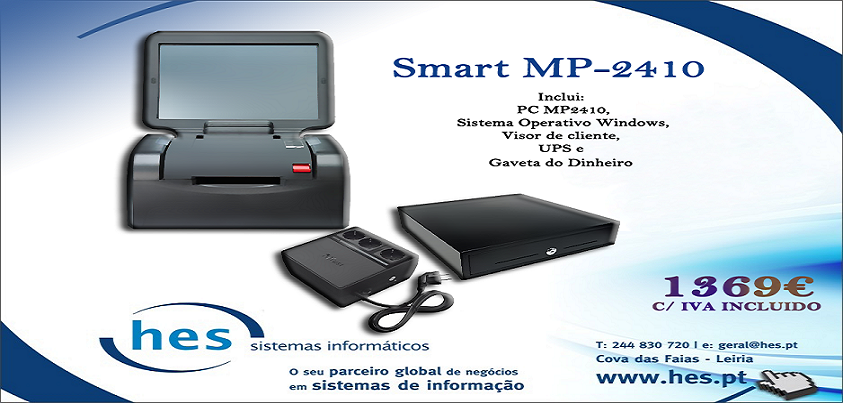 Smart MP-2410
Inclui:
PC MP2410,
Sistema Operativo Windows,
Visor de cliente,
UPS e
Gaveta do Dinheiro
1369€
C/ IVA INCLUIDO
hes sistemas informáticos
O seu parceiro global de negócios
em sistemas de informação
T: 244 830 720 | e: geral@hes.pt
Cova das Faias - Leiria
www.hes.pt